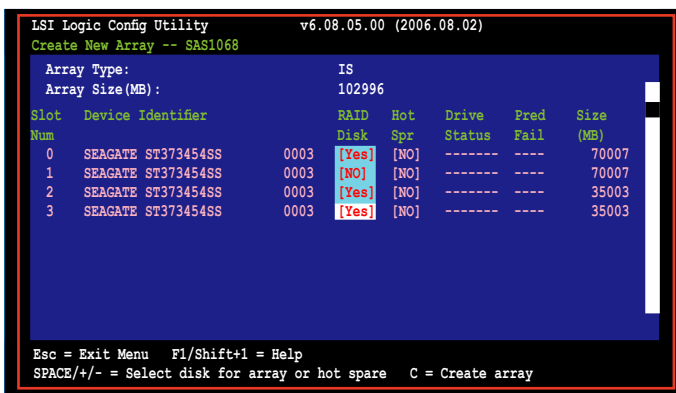 LSI Logic Config Utility v6.08.05.00 (2006.08.02)
Create New Array -- SAS1068
Array Type: IS
Array Size(MB): 102996
Slot Device Identifier RAID Hot Drive Pred Size
Num Disk Spr Status Fail (MB)
0 SEAGATE ST373454SS 0003 [Yes] [NO] ------- ---- 70007
1 SEAGATE ST373454SS 0003 [NO] [NO] ------- ---- 70007
2 SEAGATE ST373454SS 0003 [Yes] [NO] ------- ---- 35003
3 SEAGATE ST373454SS 0003 [Yes] [NO] ------- ---- 35003
Esc = Exit Menu F1/Shift+1 = Help
SPACE/+/- = Select disk for array or hot spare C = Create array